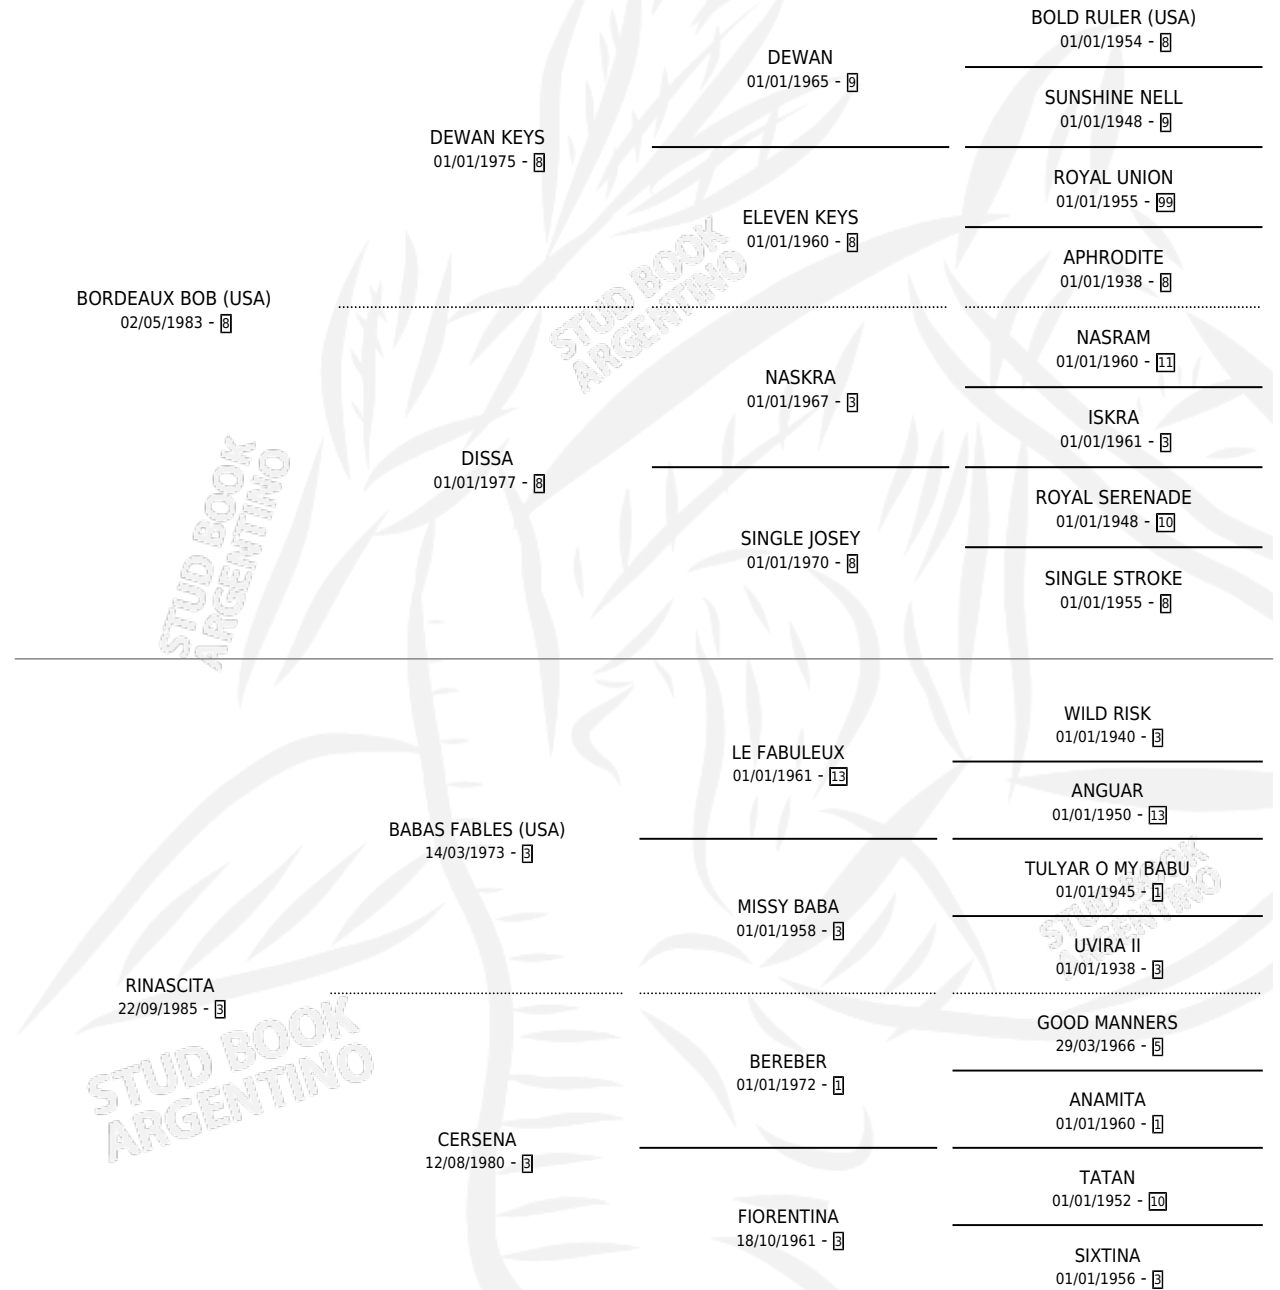 BOLD RULER (USA)
01/01/1954 - 8
DEWAN
01/01/1965 - 9
SUNSHINE NELL
01/01/1948 - 9
DEWAN KEYS
01/01/1975 - 8
ROYAL UNION
01/01/1955 - 99
ELEVEN KEYS
01/01/1960 - 8
APHRODITE
01/01/1938 - 8
BORDEAUX BOB (USA)
02/05/1983 - 8
STUD BOOK
ARGENTINO
NASRAM
01/01/1960 - 11
NASKRA
01/01/1967 - 3
ISKRA
01/01/1961 - 3
DISSA
01/01/1977 - 8
ROYAL SERENADE
01/01/1948 - 10
SINGLE JOSEY
01/01/1970 - 8
SINGLE STROKE
01/01/1955 - 8
STUD BOOK
ARGENTINO
WILD RISK
01/01/1940 - 3
LE FABULEUX
01/01/1961 - 13
ANGUAR
01/01/1950 - 13
BABAS FABLES (USA)
14/03/1973 - 3
TULYAR O MY BABU
01/01/1945 - 1
MISSY BABA
01/01/1958 - 3
UVIRA II
01/01/1938 - 3
STUD BOOK
ARGENTINO
RINASCITA
22/09/1985 - 3
GOOD MANNERS
29/03/1966 - 5
BEREBER
01/01/1972 - 1
ANAMITA
01/01/1960 - 1
STUD BOOK
ARGENTINO
CERSENA
12/08/1980 - 3
TATAN
01/01/1952 - 10
FIORENTINA
18/10/1961 - 3
SIXTINA
01/01/1956 - 3